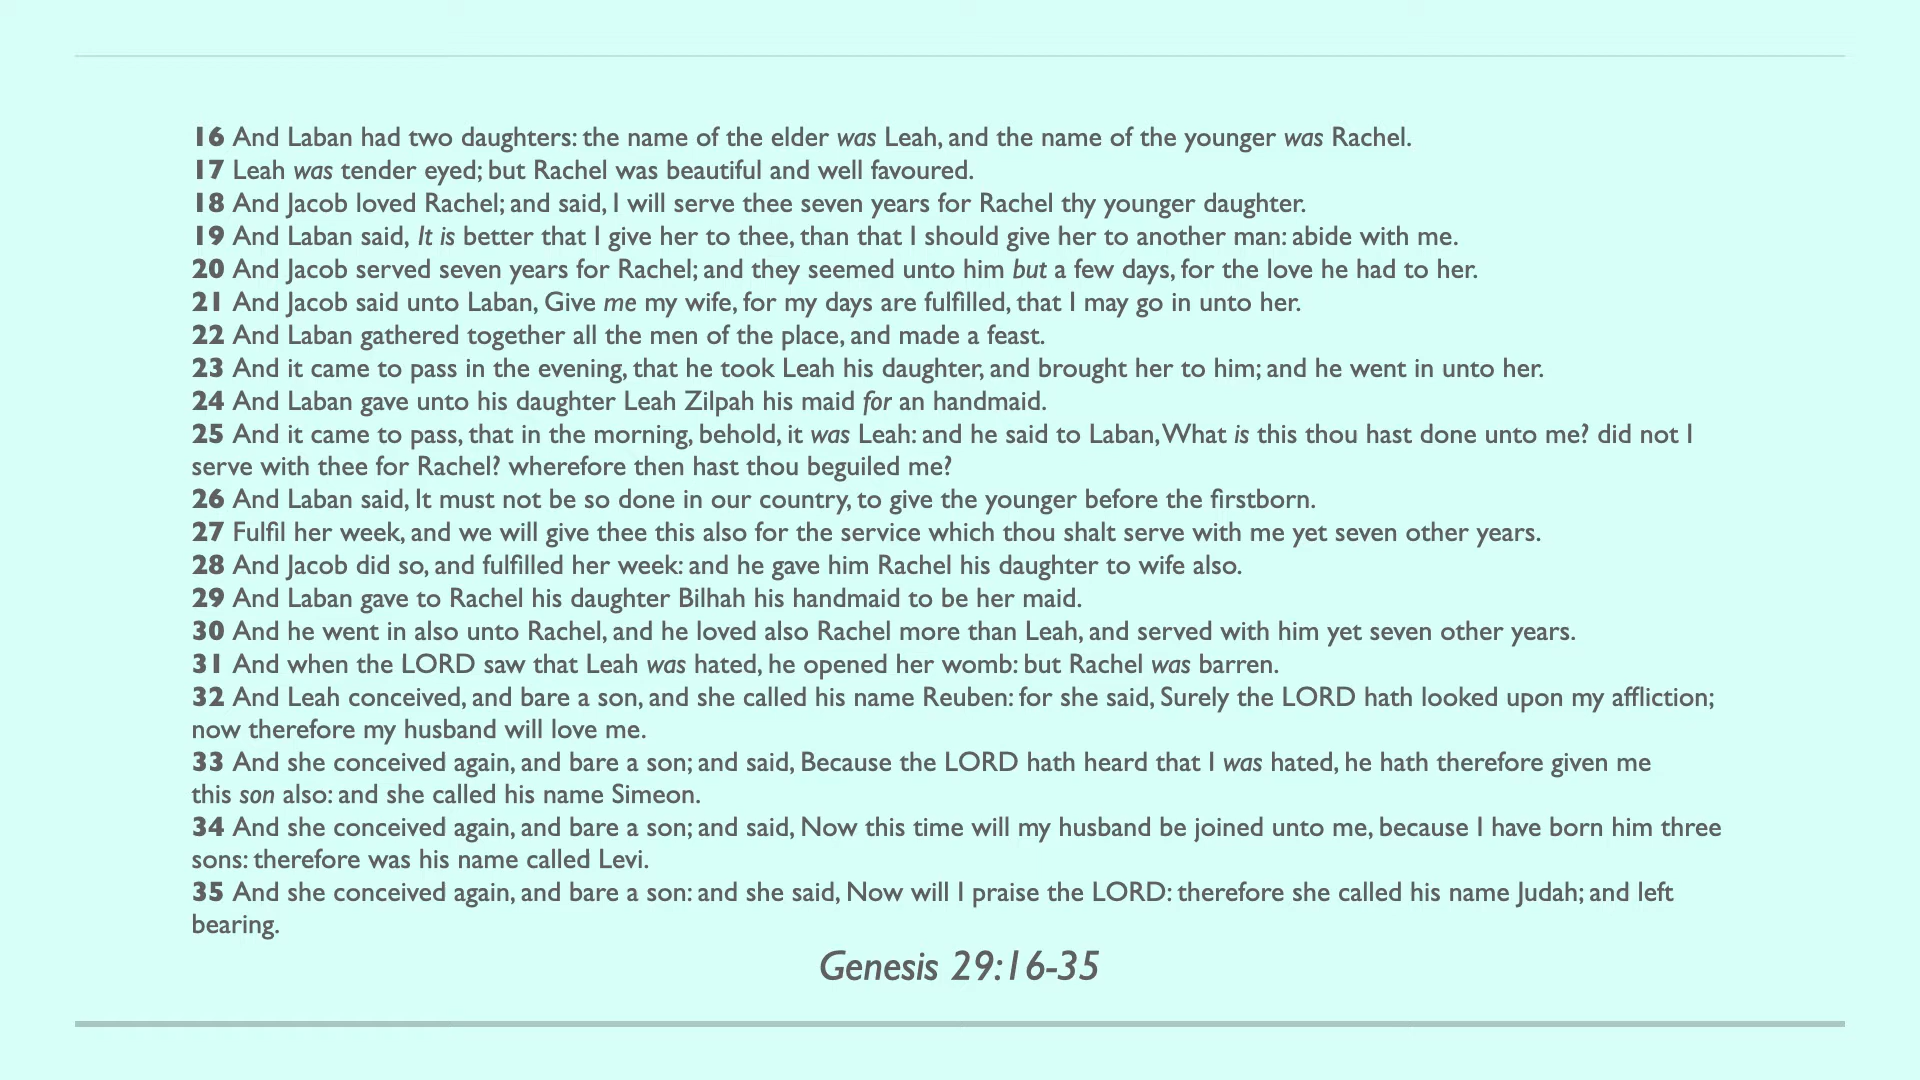 16 And Laban had two daughters: the name of the elder was Leah, and the name of the younger was Rachel.
17 Leah was tender eyed; but Rachel was beautiful and well favoured.
18 And Jacob loved Rachel; and said, I will serve thee seven years for Rachel thy younger daughter.
19 And Laban said, It is better that I give her to thee, than that I should give her to another man: abide with me.
20 And Jacob served seven years for Rachel; and they seemed unto him but a few days, for the love he had to her.
21 And Jacob said unto Laban, Give me my wife, for my days are fulfilled, that I may go in unto her.
22 And Laban gathered together all the men of the place, and made a feast.
23 And it came to pass in the evening, that he took Leah his daughter, and brought her to him; and he went in unto her.
24 And Laban gave unto his daughter Leah Zilpah his maid for an handmaid.
25 And it came to pass, that in the morning, behold, it was Leah: and he said to Laban, What is this thou hast done unto me? did not I
serve with thee for Rachel? wherefore then hast thou beguiled me?
26 And Laban said, It must not be so done in our country, to give the younger before the firstborn.
27 Fulfil her week, and we will give thee this also for the service which thou shalt serve with me yet seven other years.
28 And Jacob did so, and fulfilled her week: and he gave him Rachel his daughter to wife also.
29 And Laban gave to Rachel his daughter Bilhah his handmaid to be her maid.
30 And he went in also unto Rachel, and he loved also Rachel more than Leah, and served with him yet seven other years.
31 And when the LORD saw that Leah was hated, he opened her womb: but Rachel was barren.
32 And Leah conceived, and bare a son, and she called his name Reuben: for she said, Surely the LORD hath looked upon my affliction;
now therefore my husband will love me.
33 And she conceived again, and bare a son; and said, Because the LORD hath heard that I was hated, he hath therefore given me
this son also: and she called his name Simeon.
34 And she conceived again, and bare a son; and said, Now this time will my husband be joined unto me, because I have born him three
sons: therefore was his name called Levi.
35 And she conceived again, and bare a son: and she said, Now will I praise the LORD: therefore she called his name Judah; and left
bearing.
Genesis 29:16-35